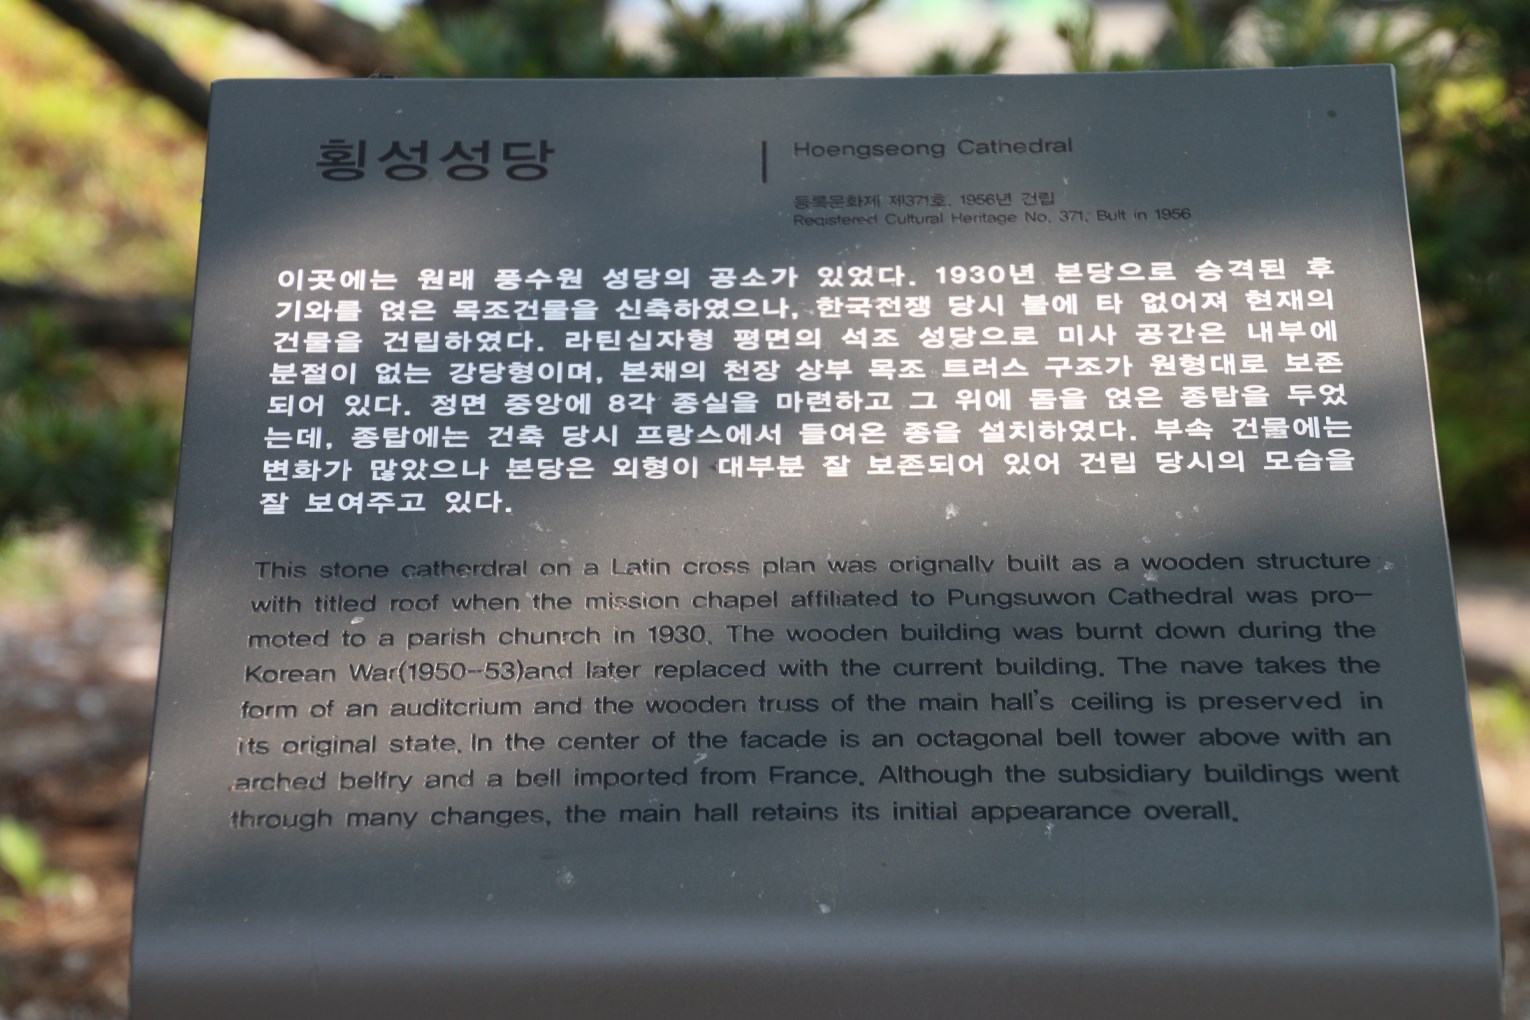 횡성성당
Hoengseong Cathedral
등록문화제 제371호, 1956년 건립
Registered Cultural Heritage No. 371, Bult in 1956
이곳에는 원래 풍수원 성당의 공소가 있었다. 1930년 본당으로 승격된 후
기와를 얹은 목조건물을 신축하였으나, 한국전쟁 당시 불에 타 없어져 현재의
건물을 건립하였다. 라틴십자형 평면의 석조 성당으로 미사 공간은 내부에
분절이 없는 강당형이며, 본채의 천장 상부 목조 트러스 구조가 원형대로 보존
되어 있다. 정면 중앙에 8각 종실을 마련하고 그 위에 돔을 얹은 종탑을 두었
는데, 종탑에는 건축 당시 프랑스에서 들여온 종을 설치하였다. 부속 건물에는
변화가 많았으나 본당은 외형이 대부분 잘 보존되어 있어 건립 당시의 모습을
잘 보여주고 있다.
This stone catherdral on a Latin cross plan was orignally built as a wooden structure
with titled roof when the mission chapel affiliated to Pungsuwon Cathedral was pro-
moted to a parish chunrch in 1930. The wooden building was burnt down during the
Korean War(1950-53)and later replaced with the current building. The nave takes the
form of an auditcrium and the wooden truss of the main hall's ceiling is preserved in
its original state. In the center of the facade is an octagonal bell tower above with an
arched belfry and a bell imported from France. Although the subsidiary buildings went
through many changes, the main hall retains its initial appearance overall.